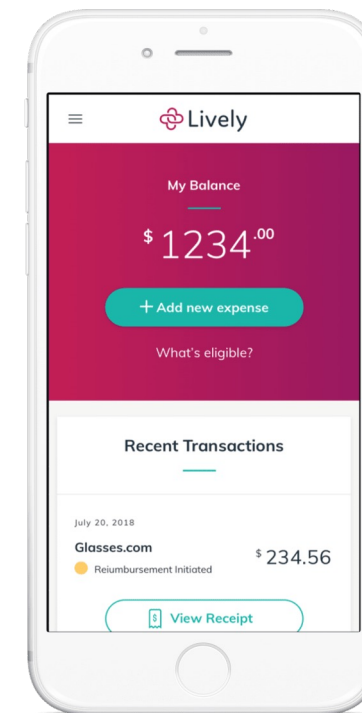 Lively
My Balance
$1234.00
+ Add new expense
What's eligible?
Recent Transactions
July 20, 2018
Glasses.com
$234.56
Reiumbursement Initiated
$ View Receipt